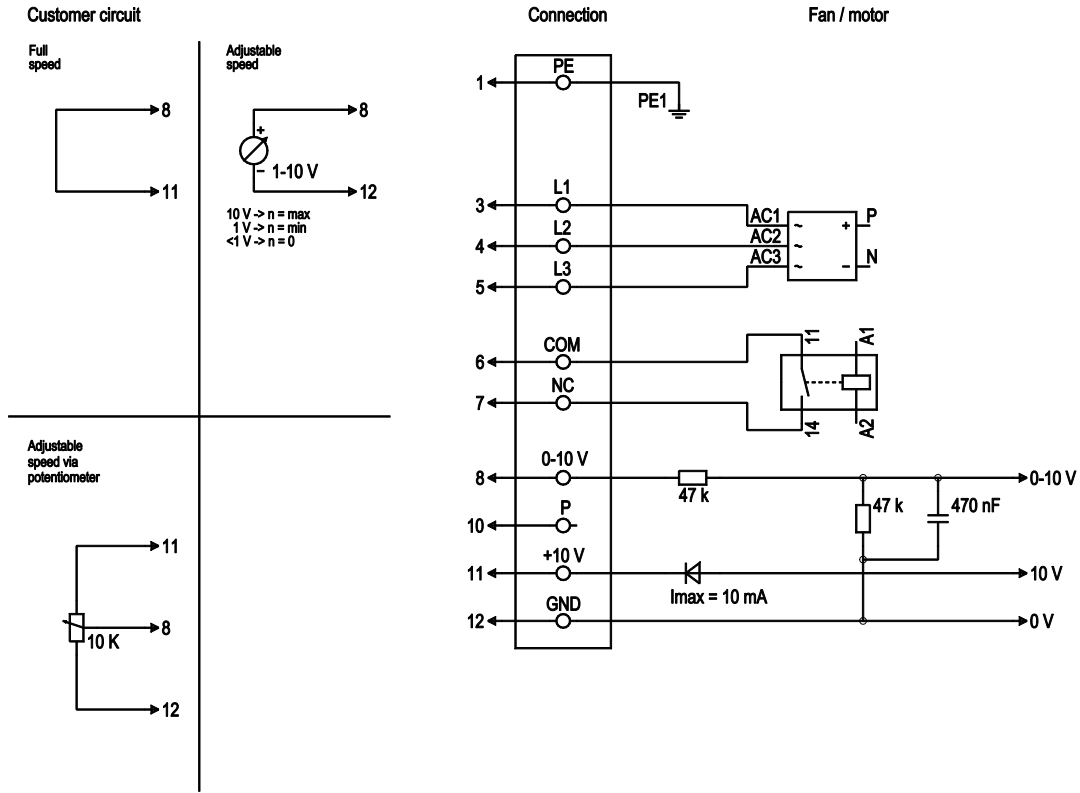 Customer circuit
Connection
Fan / motor
Full
speed
8
11
Adjustable
speed
+
8
1-10 V
−
12
10 V -> n = max
1 V -> n = min
<1 V -> n = 0
Adjustable
speed via
potentiometer
11
8
10 K
12
1
PE
PE1
3
L1
4
L2
5
L3
AC1
AC2
AC3
~
~
~
+
−
P
N
6
COM
7
NC
11
14
A1
A2
8
0-10 V
47 k
47 k
470 nF
0-10 V
10
P
11
+10 V
Imax = 10 mA
10 V
12
GND
0 V